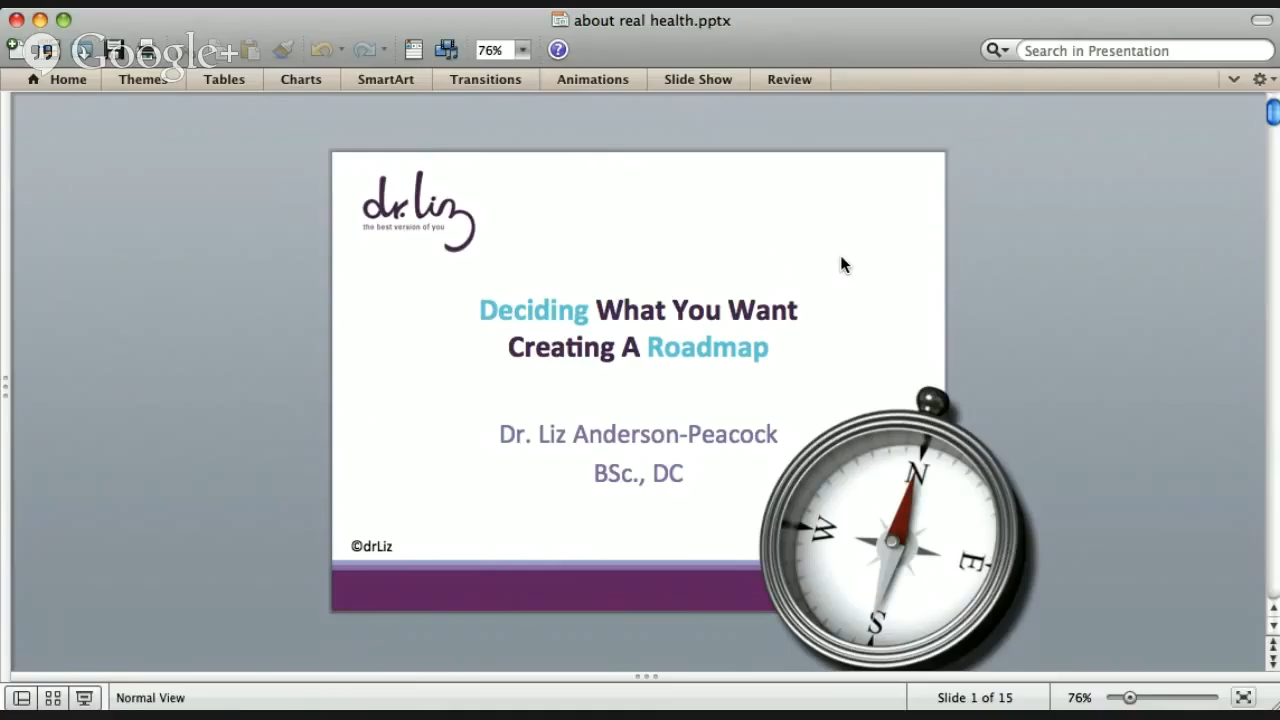 about real health.pptx
Google+
76%
Search in Presentation
Home Themes Tables Charts SmartArt Transitions Animations Slide Show Review
dr.liz
the best version of you
Deciding What You Want
Creating A Roadmap
Dr. Liz Anderson-Peacock
BSc., DC
N
W
E
S
©drLiz
Normal View
Slide 1 of 15
76%